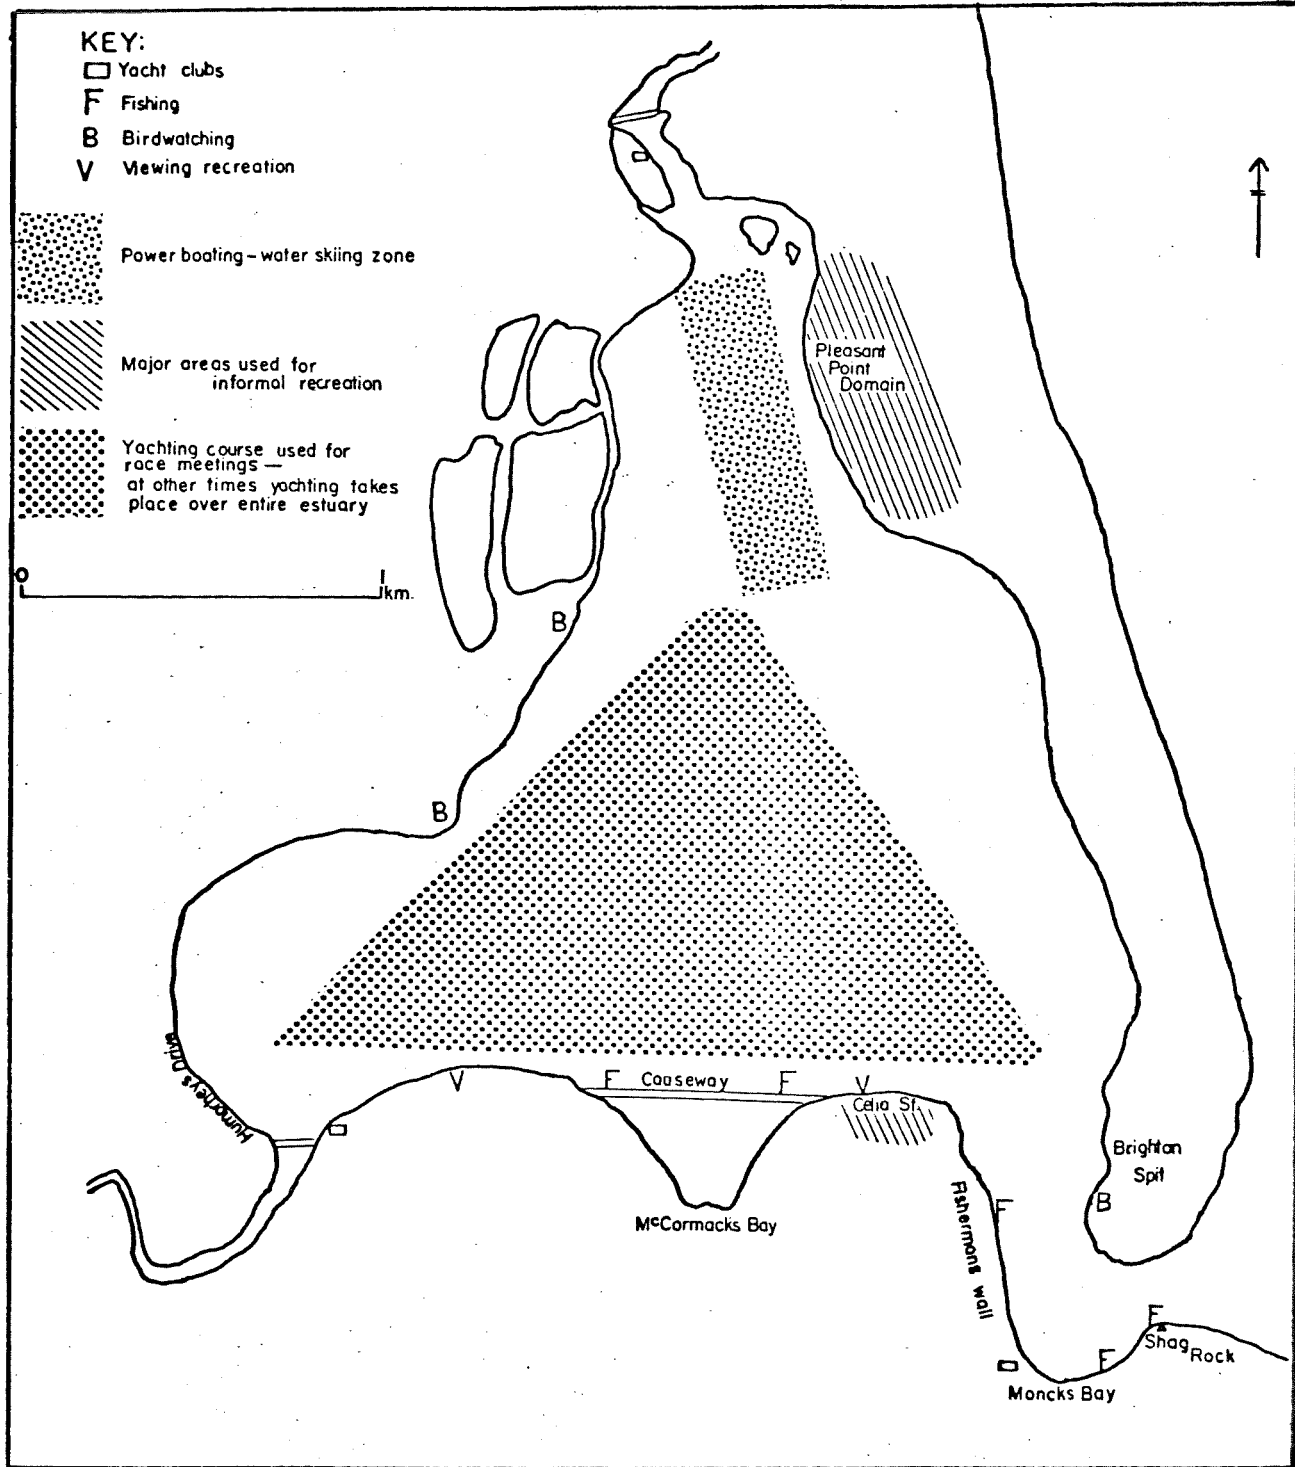 KEY:
Yacht clubs
F Fishing
B Birdwatching
V Viewing recreation
Power boating - water skiing zone
Major areas used for
informal recreation
Yachting course used for
race meetings —
at other times yachting takes
place over entire estuary
0 1
km.
Pleasant
Point
Domain
B
B
Humphreys Drive
V
F Causeway F
V
Celia St.
McCormacks Bay
Brighton
Spit
B
F
Fishermans wall
F
Shag Rock
F
Moncks Bay